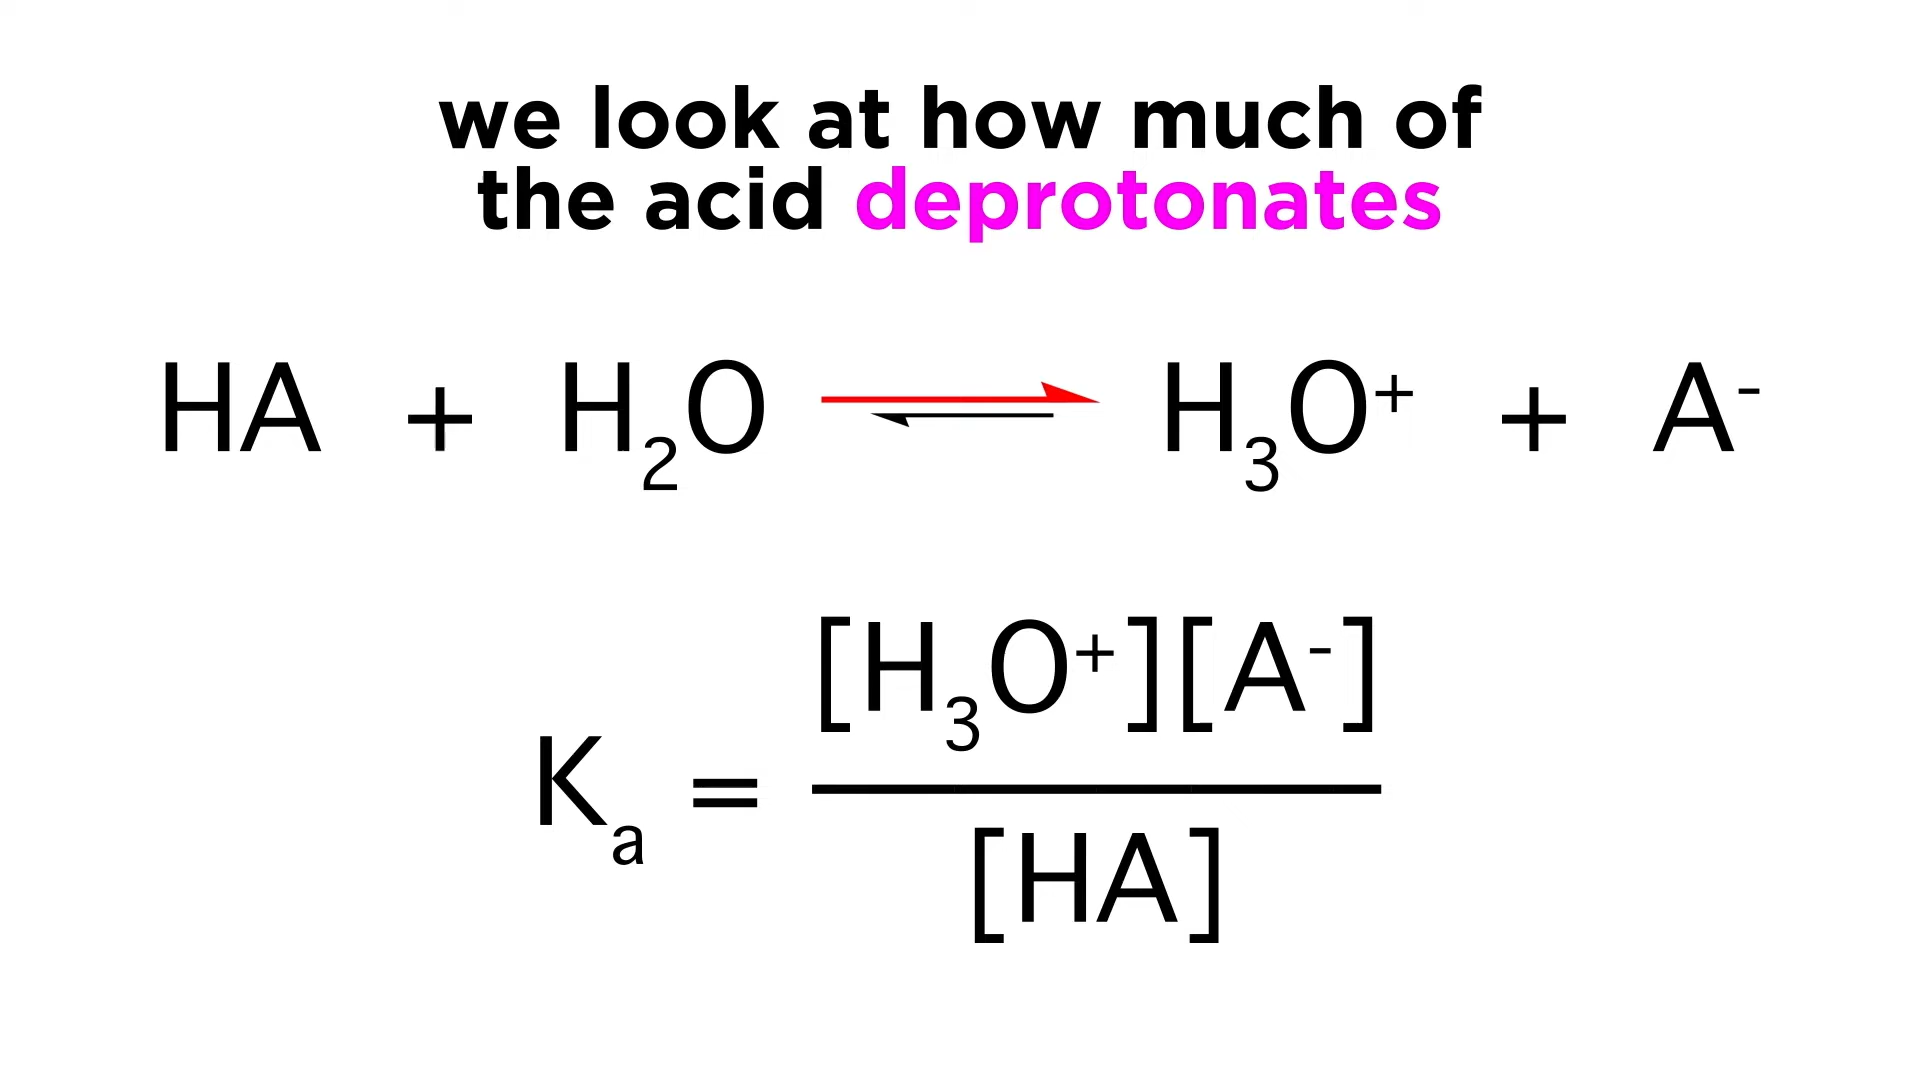 we look at how much of
the acid deprotonates
HA + H₂O ⇌ H₃O⁺ + A⁻
Kₐ = [H₃O⁺][A⁻]
[HA]